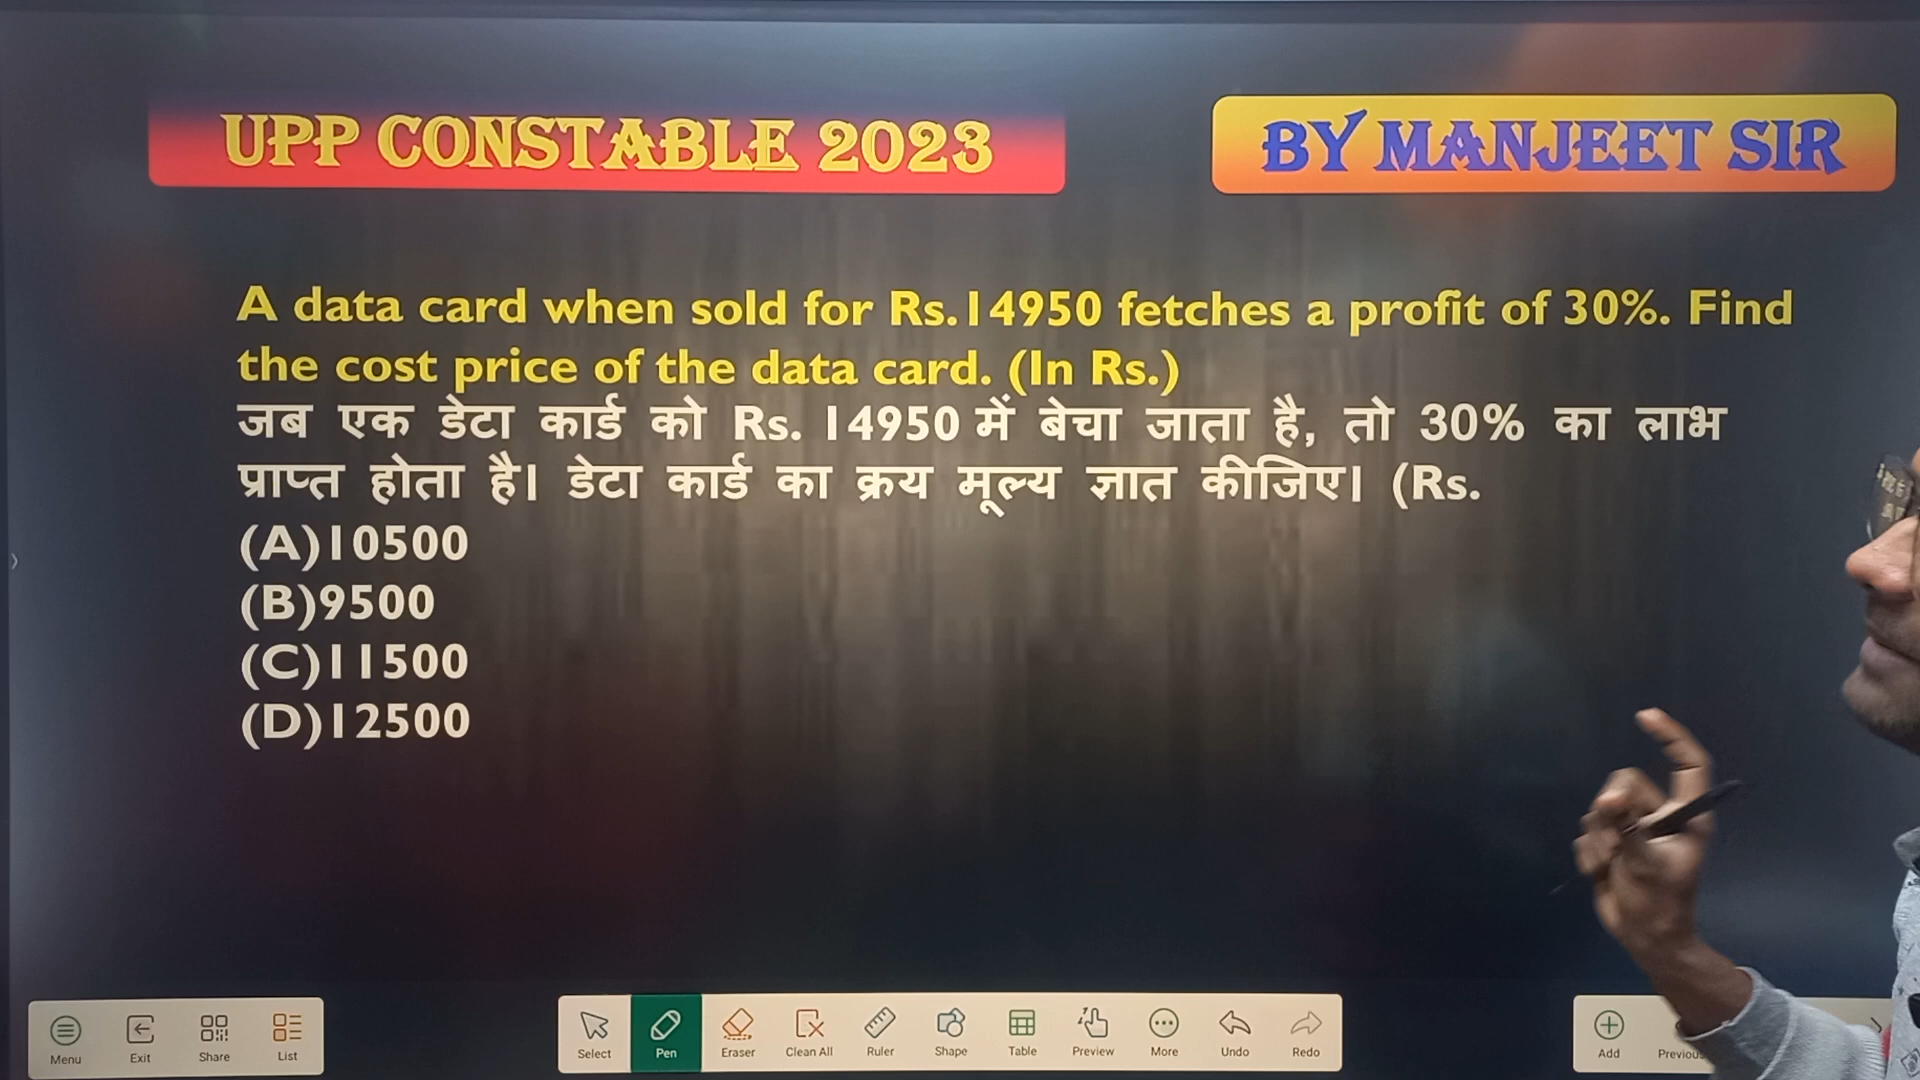 UPP CONSTABLE 2023
BY MANJEET SIR
A data card when sold for Rs.14950 fetches a profit of 30%. Find
the cost price of the data card. (In Rs.)
जब एक डेटा कार्ड को Rs. 14950 में बेचा जाता है, तो 30% का लाभ
प्राप्त होता है। डेटा कार्ड का क्रय मूल्य ज्ञात कीजिए। (Rs.
(A)10500
(B)9500
(C)11500
(D)12500
Menu Exit Share List Select Pen Eraser Clean All Ruler Shape Table Preview More Undo Redo Add